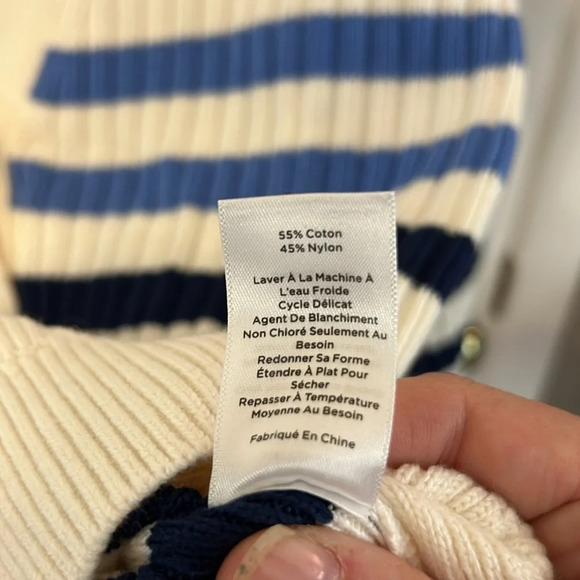 55% Coton
45% Nylon
Laver À La Machine À
L'eau Froide
Cycle Délicat
Agent De Blanchiment
Non Chloré Seulement Au
Besoin
Redonner Sa Forme
Étendre À Plat Pour
Sécher
Repasser À Température
Moyenne Au Besoin
Fabriqué En Chine